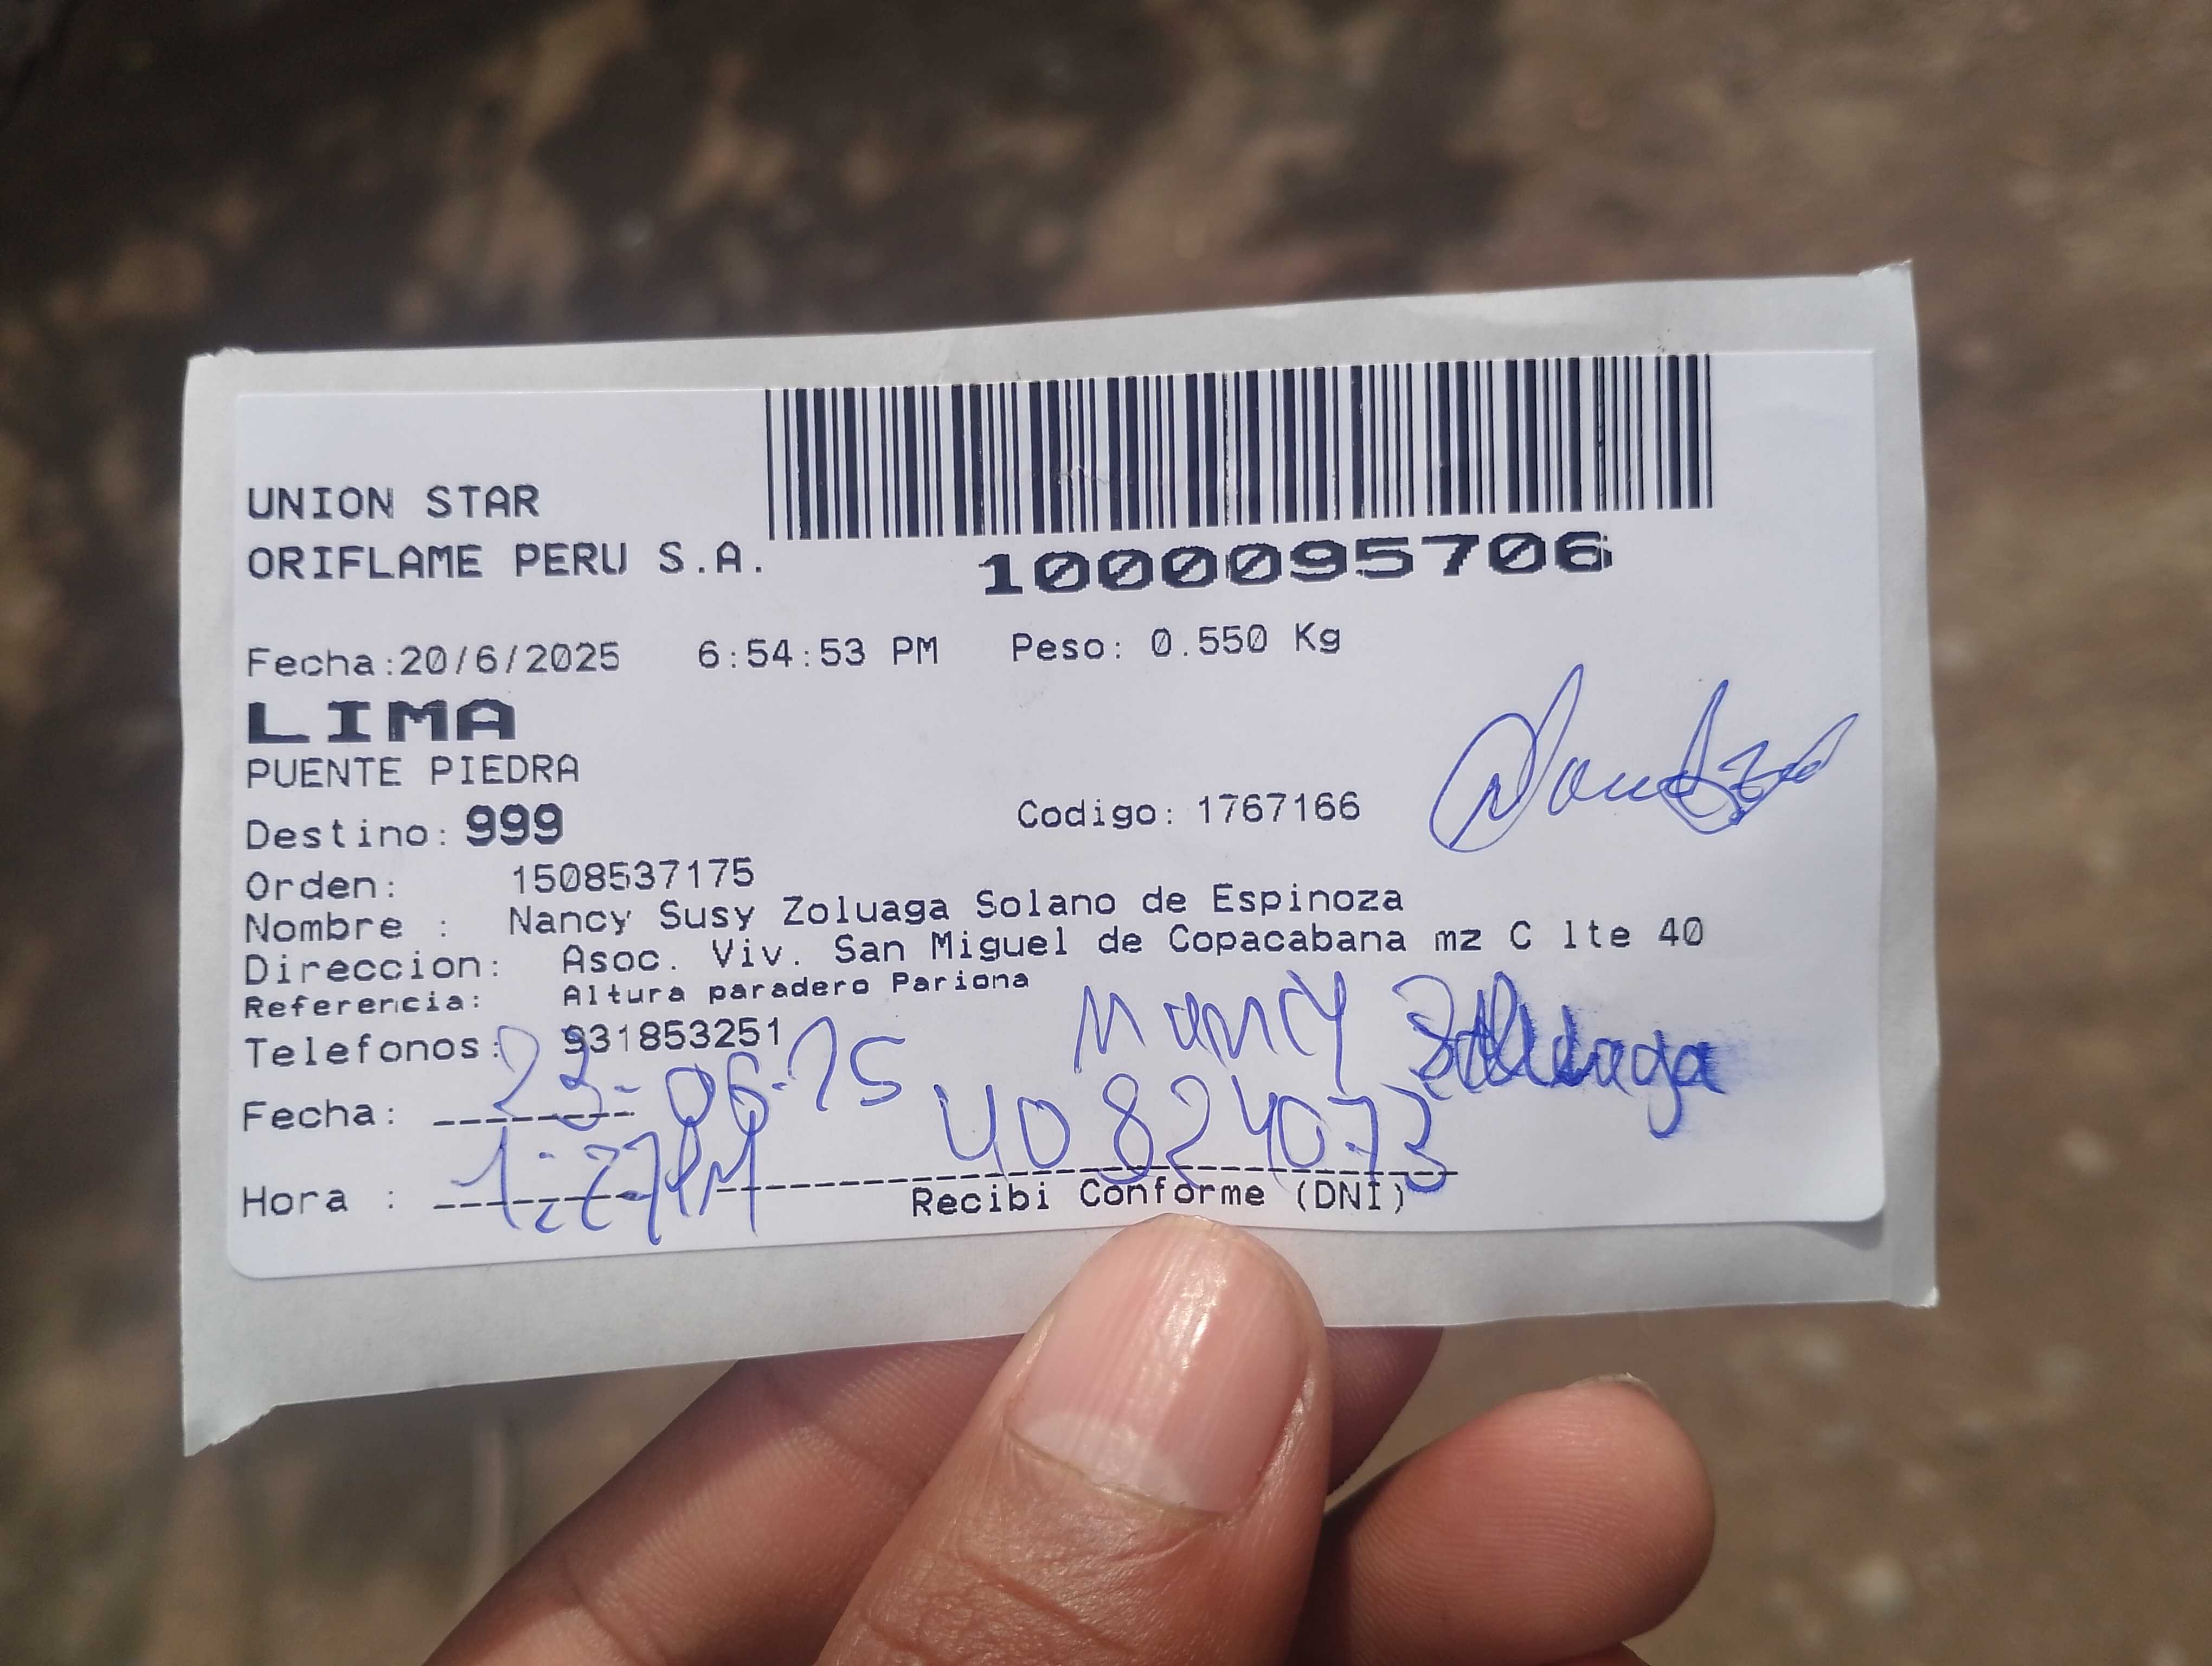 UNION STAR
ORIFLAME PERU S.A.
1000095706
Fecha:20/6/2025 6:54:53 PM Peso: 0.550 Kg
LIMA
PUENTE PIEDRA
Destino: 999 Codigo: 1767166
Orden: 1508537175
Nombre : Nancy Susy Zoluaga Solano de Espinoza
Direccion: Asoc. Viv. San Miguel de Copacabana mz C lte 40
Referencia: Altura paradero Pariona
Telefonos: 931853251
Nancy
Fecha: 23-06-25
40824073
Hora : 1:27PM
Recibi Conforme (DNI)